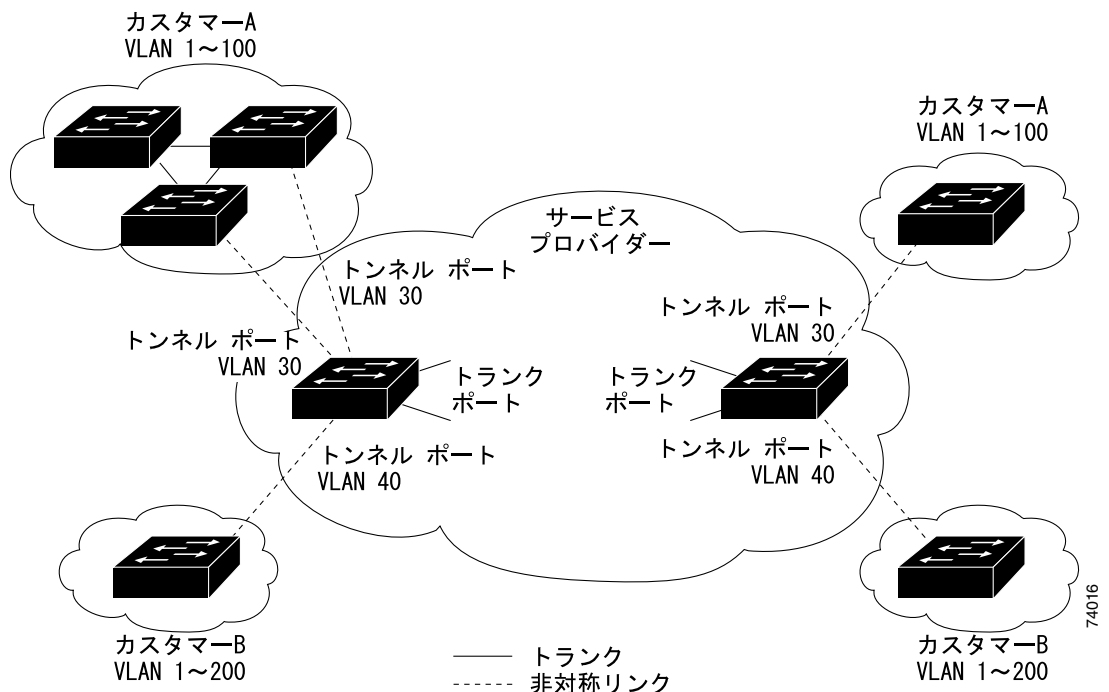 カスタマーA
VLAN 1～100
カスタマーA
VLAN 1～100
サービス
プロバイダー
トンネル ポート
VLAN 30
トンネル ポート
VLAN 30
トンネル ポート
VLAN 30
トランク
ポート
トランク
ポート
トンネル ポート
VLAN 40
トンネル ポート
VLAN 40
カスタマーB
VLAN 1～200
カスタマーB
VLAN 1～200
74016
トランク
非対称リンク